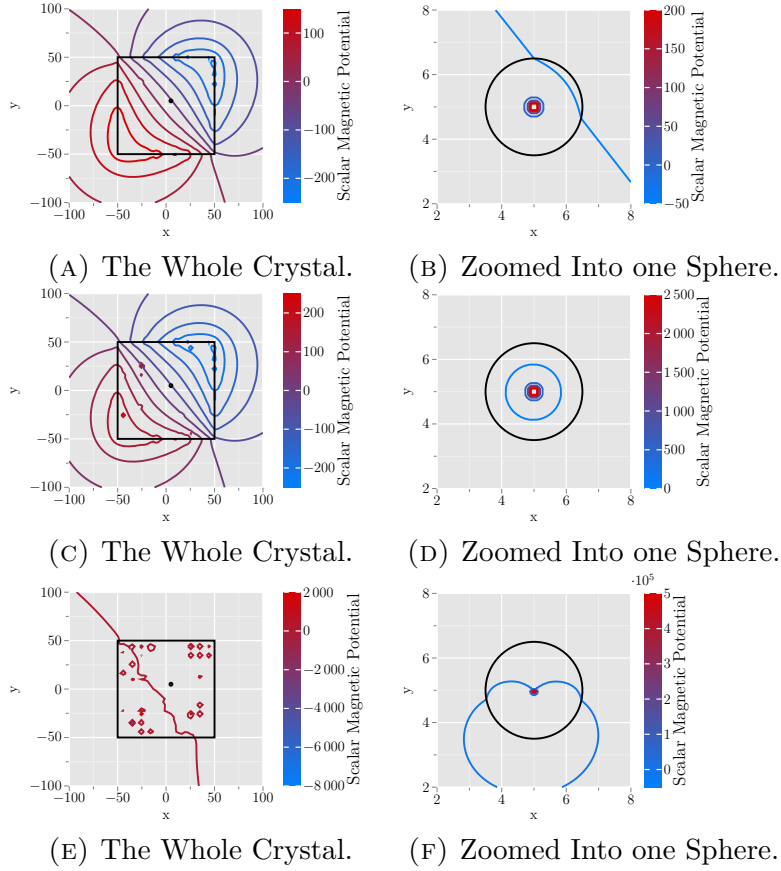 100
50
0
−50
−100
−100 −50 0 50 100
x
y
100
0
−100
−200
Scalar Magnetic Potential
8
6
4
2
2 4 6 8
x
y
200
150
100
50
0
−50
Scalar Magnetic Potential
(A) The Whole Crystal.
(B) Zoomed Into one Sphere.
100
50
0
−50
−100
−100 −50 0 50 100
x
y
200
100
0
−100
−200
Scalar Magnetic Potential
8
6
4
2
2 4 6 8
x
y
2 500
2 000
1 500
1 000
500
0
Scalar Magnetic Potential
(C) The Whole Crystal.
(D) Zoomed Into one Sphere.
100
50
0
−50
−100
−100 −50 0 50 100
x
y
2 000
0
−2 000
−4 000
−6 000
−8 000
Scalar Magnetic Potential
8
6
4
2
2 4 6 8
x
y
·10⁵
5
4
3
2
1
0
Scalar Magnetic Potential
(E) The Whole Crystal.
(F) Zoomed Into one Sphere.